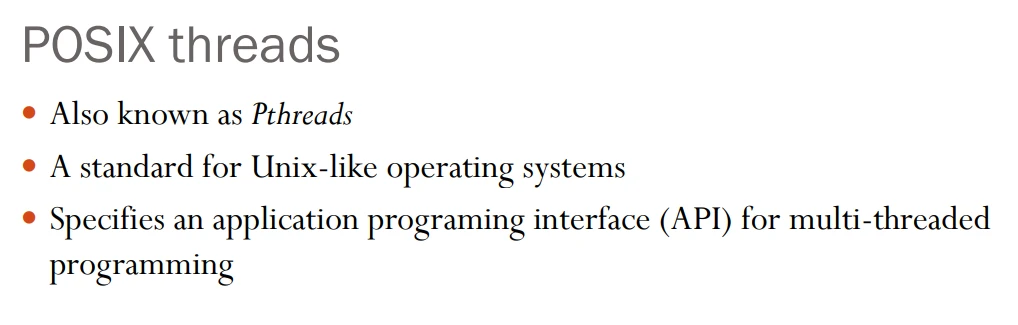 POSIX threads
• Also known as Pthreads
• A standard for Unix-like operating systems
• Specifies an application programing interface (API) for multi-threaded
programming